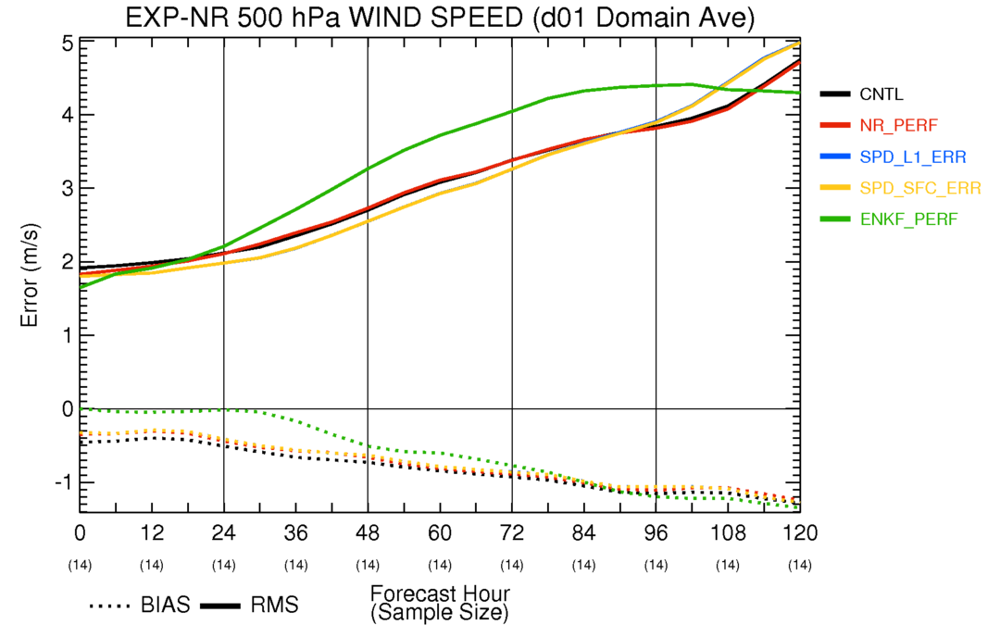 EXP-NR 500 hPa WIND SPEED (d01 Domain Ave)
5
4
3
2
1
0
-1
Error (m/s)
CNTL
NR_PERF
SPD_L1_ERR
SPD_SFC_ERR
ENKF_PERF
0 12 24 36 48 60 72 84 96 108 120
(14) (14) (14) (14) (14) (14) (14) (14) (14) (14) (14)
Forecast Hour
(Sample Size)
BIAS RMS